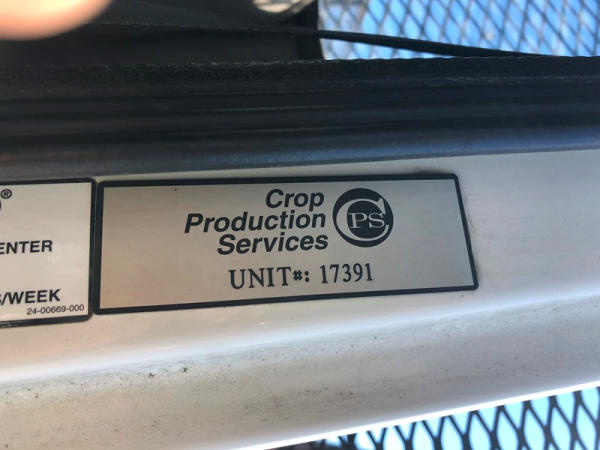 ®
ENTER
S/WEEK
24-00669-000
Crop
Production
Services
CPS
UNIT#: 17391